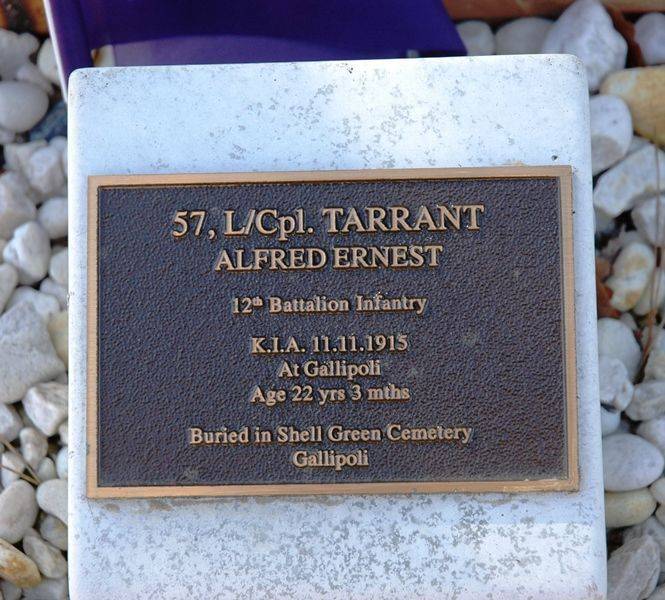 57, L/Cpl. TARRANT
ALFRED ERNEST
12th Battalion Infantry
K.I.A. 11.11.1915
At Gallipoli
Age 22 yrs 3 mths
Buried in Shell Green Cemetery
Gallipoli